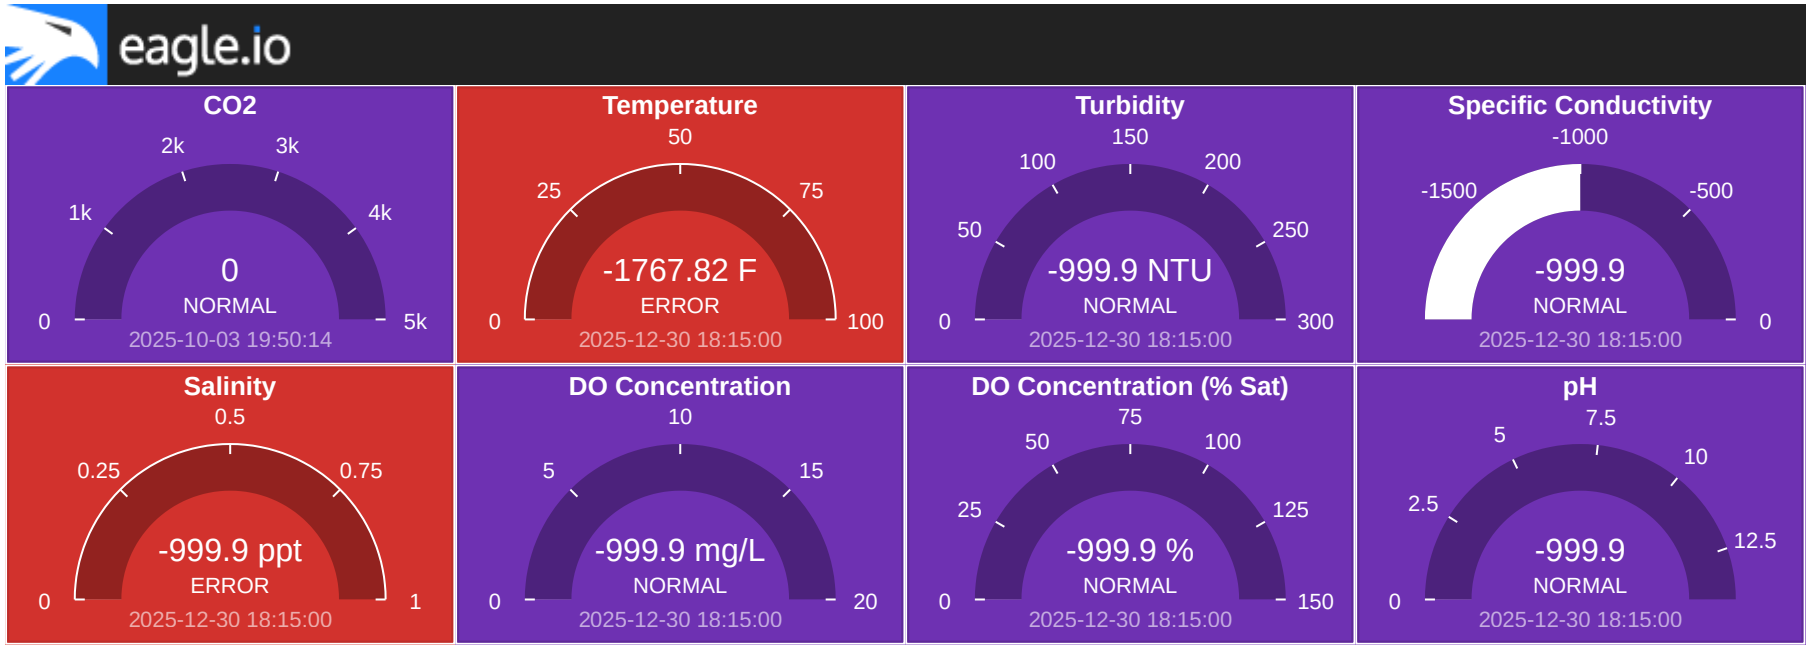 eagle.io
CO2
2k
3k
1k
4k
0
NORMAL
0
5k
2025-10-03 19:50:14
Temperature
50
25
75
-1767.82 F
ERROR
0
100
2025-12-30 18:15:00
Turbidity
150
100
200
50
250
-999.9 NTU
NORMAL
0
300
2025-12-30 18:15:00
Specific Conductivity
-1000
-1500
-500
-999.9
NORMAL
0
2025-12-30 18:15:00
Salinity
0.5
0.25
0.75
-999.9 ppt
ERROR
0
1
2025-12-30 18:15:00
DO Concentration
10
5
15
-999.9 mg/L
NORMAL
0
20
2025-12-30 18:15:00
DO Concentration (% Sat)
75
50
100
25
125
-999.9 %
NORMAL
0
150
2025-12-30 18:15:00
pH
7.5
5
10
2.5
12.5
-999.9
NORMAL
0
2025-12-30 18:15:00